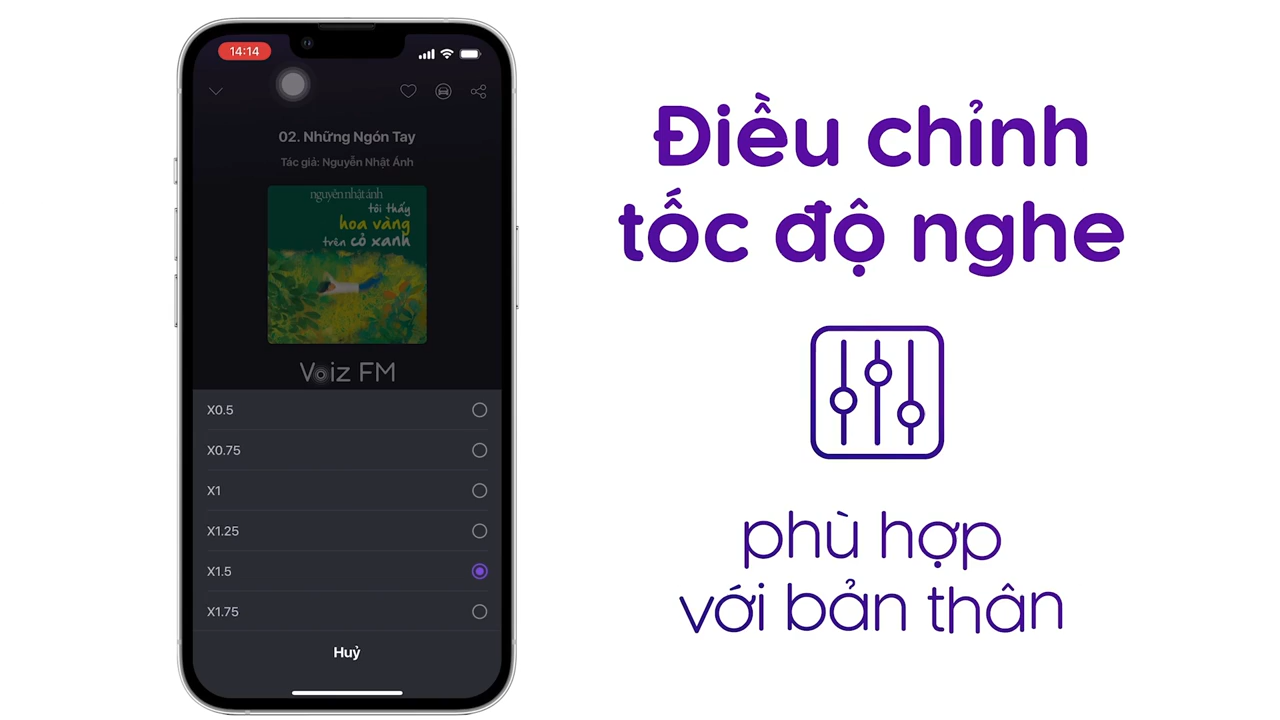 14:14
02. Những Ngón Tay
Tác giả: Nguyễn Nhật Ánh
nguyễn nhật ánh
tôi thấy
hoa vàng
trên cỏ xanh
Voiz FM
X0.5
X0.75
X1
X1.25
X1.5
X1.75
Huỷ
Điều chỉnh
tốc độ nghe
phù hợp
với bản thân